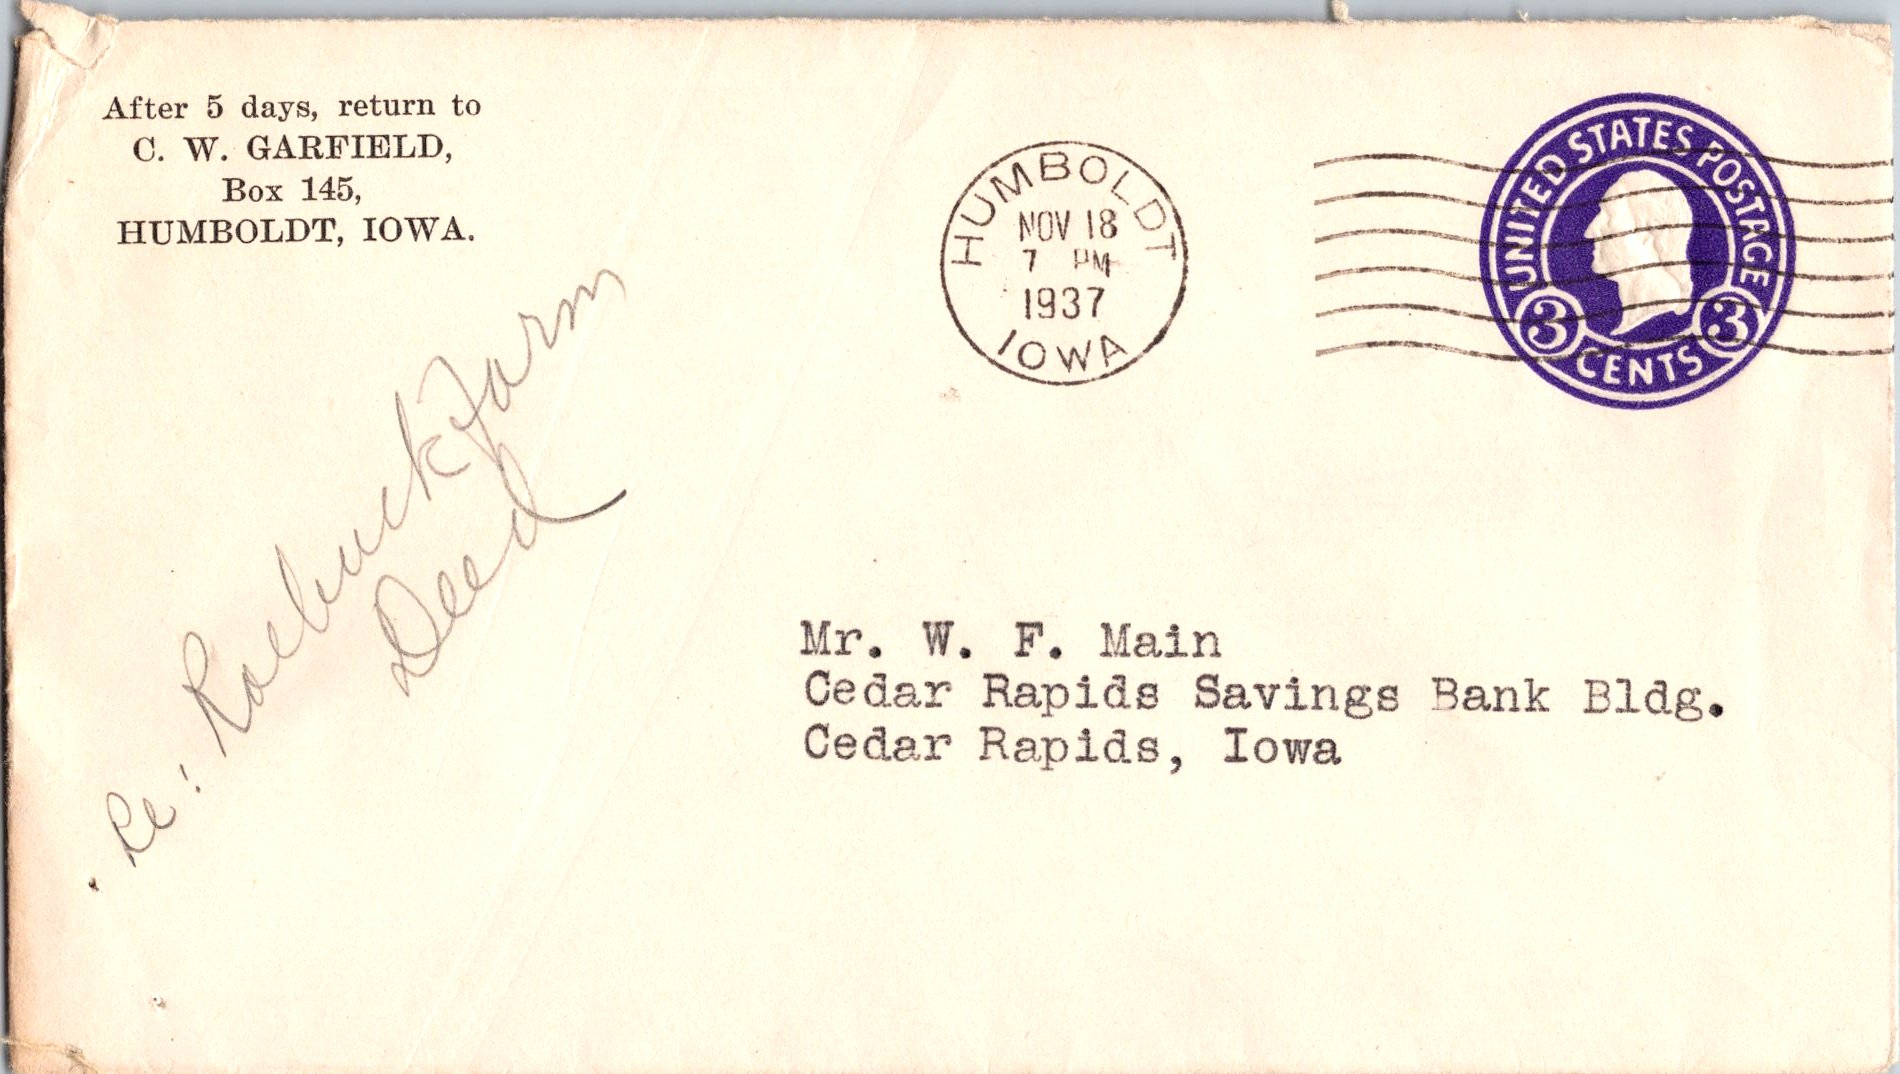 After 5 days, return to
C. W. GARFIELD,
Box 145,
HUMBOLDT, IOWA.
HUMBOLDT
NOV 18
7 PM
1937
IOWA
UNITED STATES POSTAGE
3 CENTS 3
Re: Roebuck Farm
Deed
Mr. W. F. Main
Cedar Rapids Savings Bank Bldg.
Cedar Rapids, Iowa